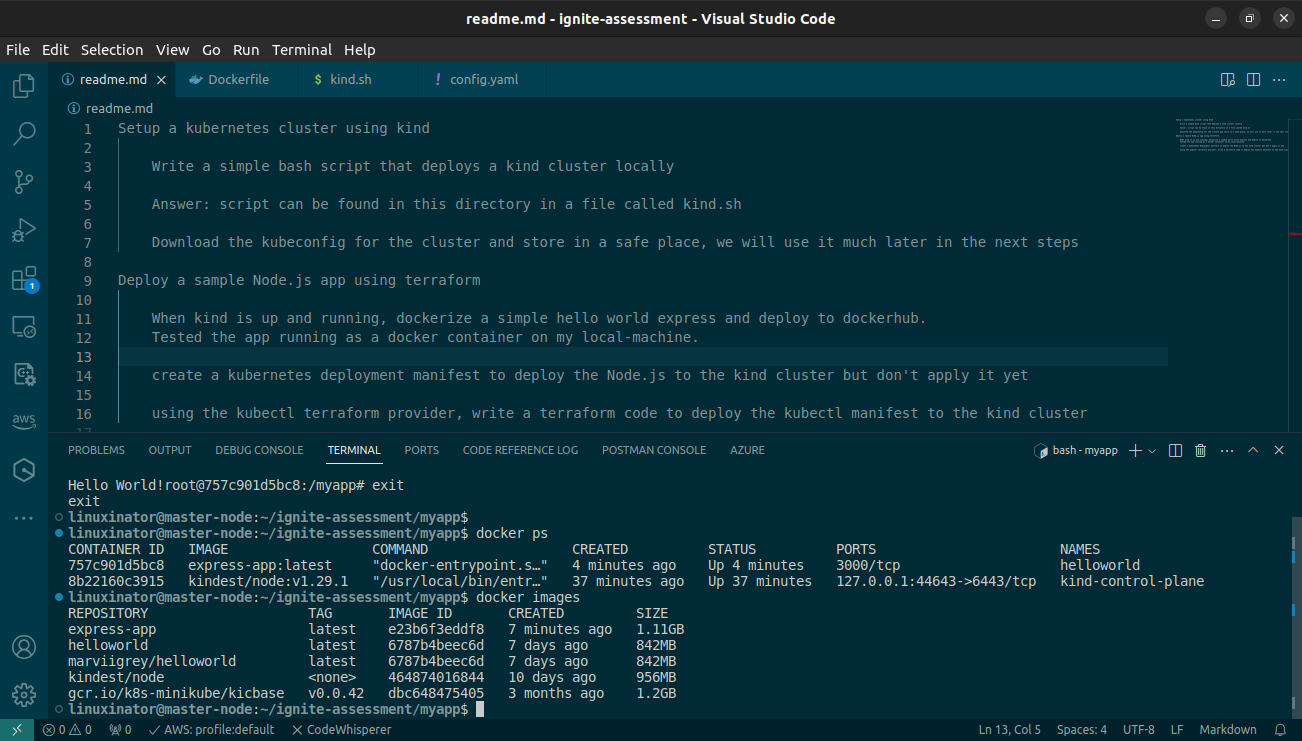 readme.md - ignite-assessment - Visual Studio Code
File Edit Selection View Go Run Terminal Help
readme.md Dockerfile $ kind.sh ! config.yaml
readme.md
1 Setup a kubernetes cluster using kind
2
3 Write a simple bash script that deploys a kind cluster locally
4
5 Answer: script can be found in this directory in a file called kind.sh
6
7 Download the kubeconfig for the cluster and store in a safe place, we will use it much later in the next steps
8
9 Deploy a sample Node.js app using terraform
10
11 When kind is up and running, dockerize a simple hello world express and deploy to dockerhub.
12 Tested the app running as a docker container on my local-machine.
13
14 create a kubernetes deployment manifest to deploy the Node.js to the kind cluster but don't apply it yet
15
16 using the kubectl terraform provider, write a terraform code to deploy the kubectl manifest to the kind cluster
17
1
aws
PROBLEMS OUTPUT DEBUG CONSOLE TERMINAL PORTS CODE REFERENCE LOG POSTMAN CONSOLE AZURE bash - myapp
Hello World!root@757c901d5bc8:/myapp# exit
exit
linuxinator@master-node:~/ignite-assessment/myapp$
linuxinator@master-node:~/ignite-assessment/myapp$ docker ps
CONTAINER ID IMAGE COMMAND CREATED STATUS PORTS NAMES
757c901d5bc8 express-app:latest "docker-entrypoint.s…" 4 minutes ago Up 4 minutes 3000/tcp helloworld
8b22160c3915 kindest/node:v1.29.1 "/usr/local/bin/entr…" 37 minutes ago Up 37 minutes 127.0.0.1:44643->6443/tcp kind-control-plane
linuxinator@master-node:~/ignite-assessment/myapp$ docker images
REPOSITORY TAG IMAGE ID CREATED SIZE
express-app latest e23b6f3eddf8 7 minutes ago 1.11GB
helloworld latest 6787b4beec6d 7 days ago 842MB
marviigrey/helloworld latest 6787b4beec6d 7 days ago 842MB
kindest/node <none> 464874016844 10 days ago 956MB
gcr.io/k8s-minikube/kicbase v0.0.42 dbc648475405 3 months ago 1.2GB
linuxinator@master-node:~/ignite-assessment/myapp$
0 0 0 AWS: profile:default CodeWhisperer Ln 13, Col 5 Spaces: 4 UTF-8 LF Markdown